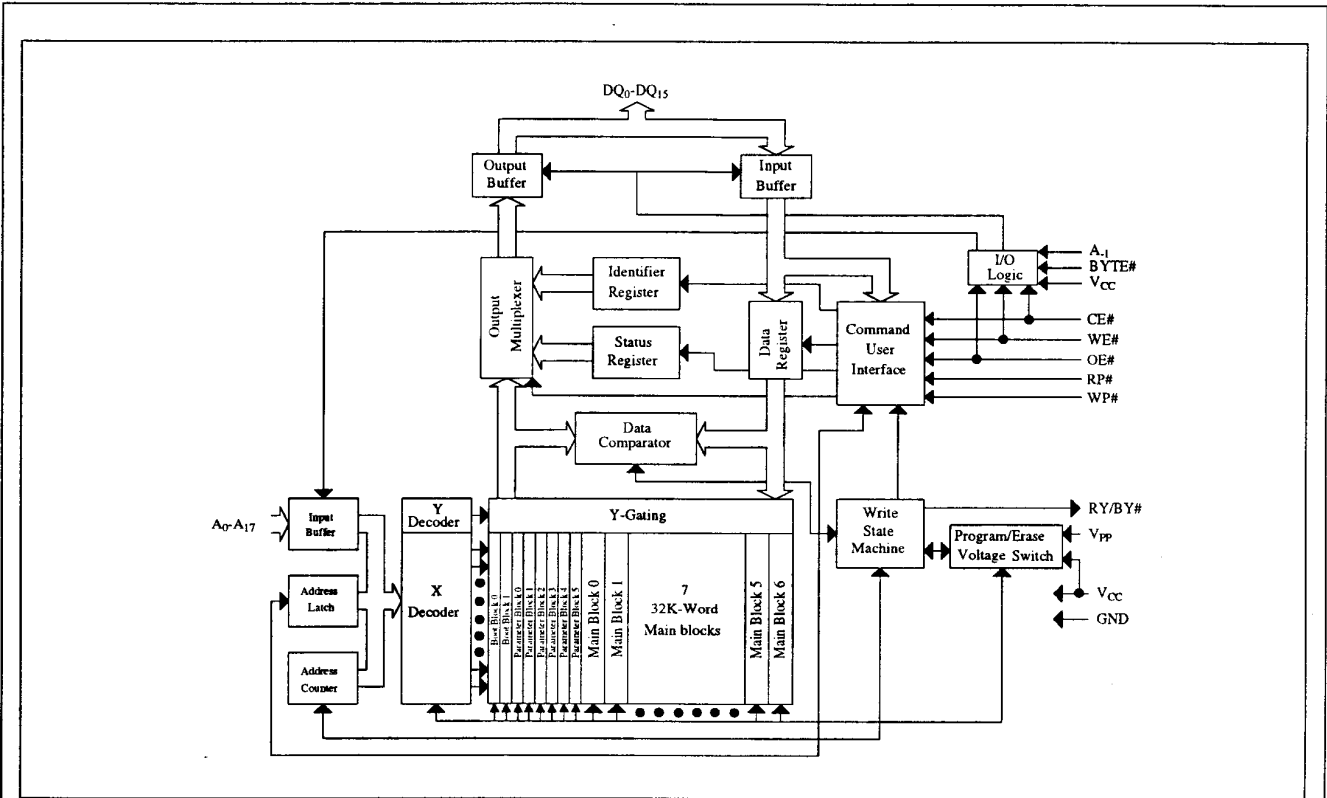 DQ0-DQ15
Output
Buffer
Input
Buffer
A-1
BYTE#
VCC
I/O
Logic
Output
Multiplexer
Identifier
Register
Status
Register
Data
Register
Command
User
Interface
CE#
WE#
OE#
RP#
WP#
Data
Comparator
A0-A17
Input
Buffer
Address
Latch
Address
Counter
Y
Decoder
X
Decoder
Y-Gating
Boot Block 0
Boot Block 1
Parameter Block 0
Parameter Block 1
Parameter Block 2
Parameter Block 3
Parameter Block 4
Parameter Block 5
Main Block 0
Main Block 1
7
32K-Word
Main blocks
Main Block 5
Main Block 6
Write
State
Machine
Program/Erase
Voltage Switch
RY/BY#
VPP
VCC
GND